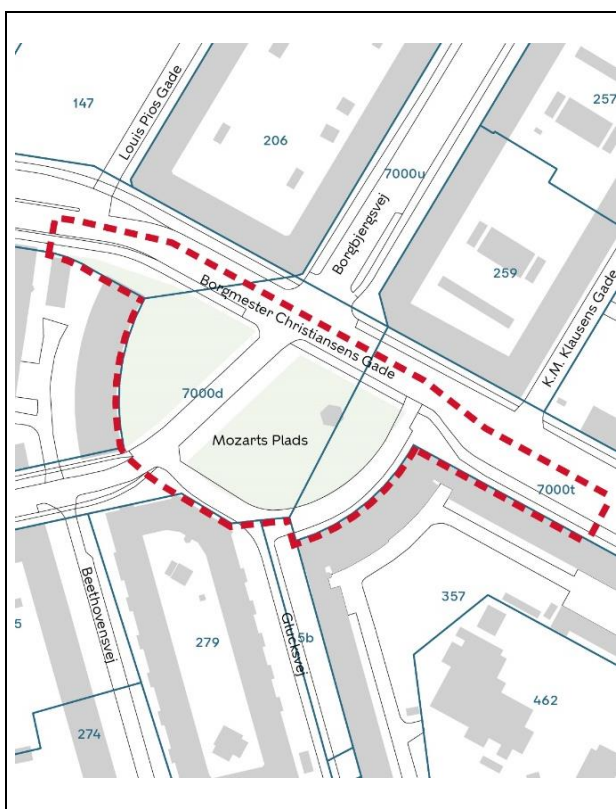 147
Louis Pios Gade
206
257
7000u
Borgbjergsvej
259
K.M. Klausens Gade
Borgmester Christiansens Gade
7000d
Mozarts Plads
7000t
Beethovensvej
5
279
Glucksvej
5b
357
462
274